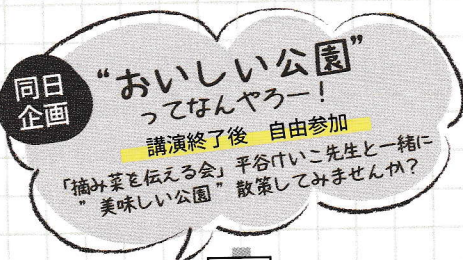 同日
企画
“おいしい公園”
ってなんやろー！
講演終了後　自由参加
「摘み菜を伝える会」平谷けいこ先生と一緒に
”美味しい公園”散策してみませんか？